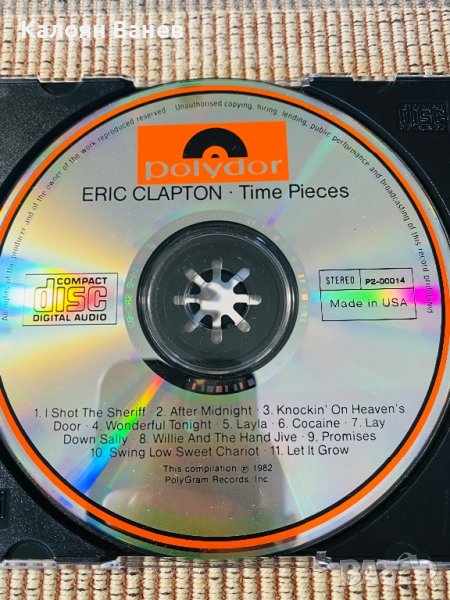 Калоян Ванев
All rights of the producer and of the owner of the work reproduced reserved. Unauthorised copying, hiring, lending, public performance and broadcasting of this record prohibited.
polydor
ERIC CLAPTON · Time Pieces
COMPACT
disc
DIGITAL AUDIO
STEREO P2-00014
Made in USA
1. I Shot The Sheriff · 2. After Midnight · 3. Knockin' On Heaven's
Door · 4. Wonderful Tonight · 5. Layla · 6. Cocaine · 7. Lay
Down Sally · 8. Willie And The Hand Jive · 9. Promises
10. Swing Low Sweet Chariot · 11. Let It Grow
This compilation ℗ 1982
PolyGram Records, Inc